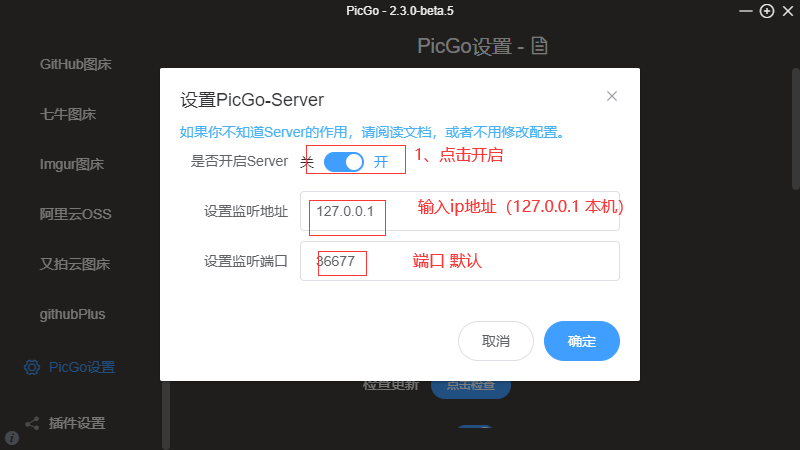 PicGo - 2.3.0-beta.5
GitHub图床
七牛图床
Imgur图床
阿里云OSS
又拍云图床
githubPlus
PicGo设置
插件设置
PicGo设置 -
设置PicGo-Server
如果你不知道Server的作用，请阅读文档，或者不用修改配置。
是否开启Server 关 开 1、点击开启
设置监听地址 127.0.0.1 输入ip地址（127.0.0.1 本机）
设置监听端口 36677 端口 默认
取消 确定
检查更新 点击检查